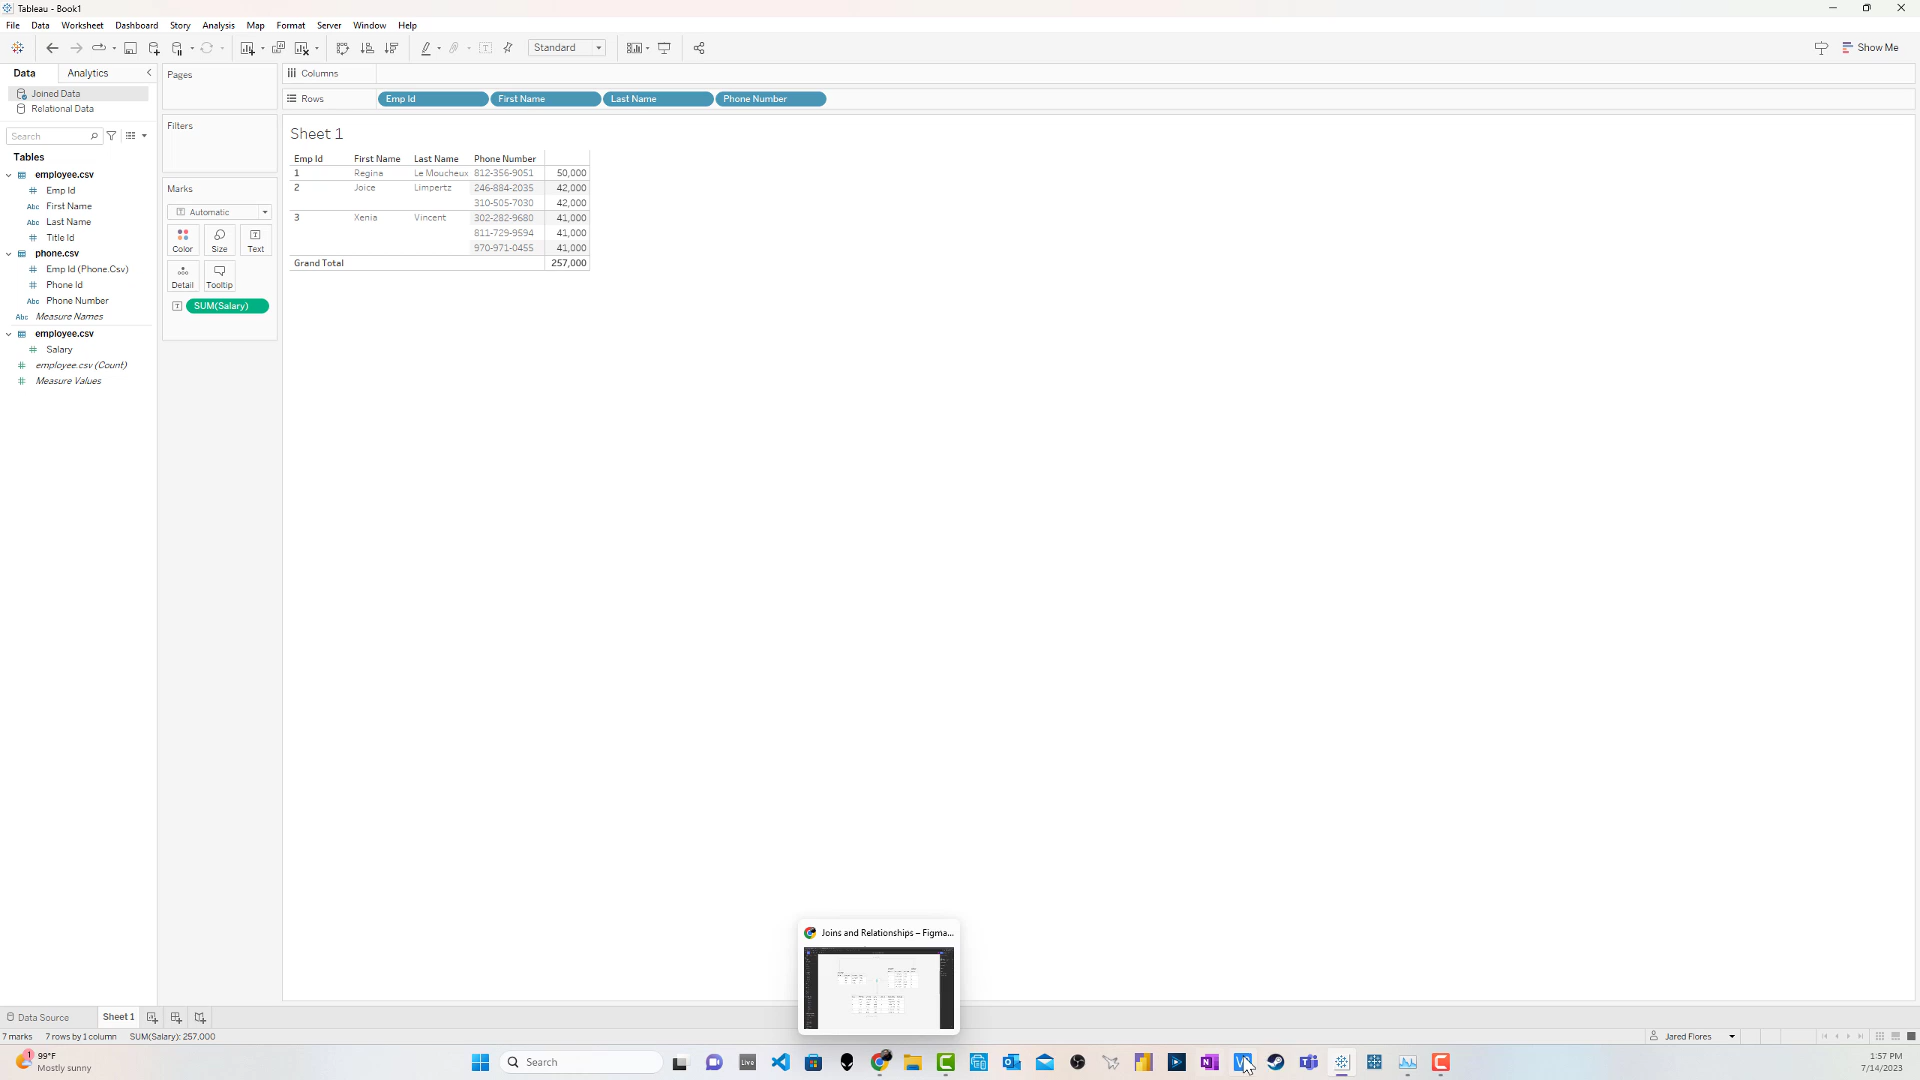 Tableau - Book1
File Data Worksheet Dashboard Story Analysis Map Format Server Window Help
Standard
Show Me
Data Analytics
Pages
Columns
Joined Data
Relational Data
Rows Emp Id First Name Last Name Phone Number
Filters
Search
Sheet 1
Tables
employee.csv
Emp Id
Abc First Name
Abc Last Name
Title Id
phone.csv
Emp Id (Phone.Csv)
Phone Id
Abc Phone Number
Abc Measure Names
employee.csv
Salary
employee.csv (Count)
Measure Values
Marks
Automatic
Color Size Text
Detail Tooltip
SUM(Salary)
Emp Id First Name Last Name Phone Number
1 Regina Le Moucheux 812-356-9051 50,000
2 Joice Limpertz 246-884-2035 42,000
310-505-7030 42,000
3 Xenia Vincent 302-282-9680 41,000
811-729-9594 41,000
970-971-0455 41,000
Grand Total 257,000
Joins and Relationships – Figma...
Data Source Sheet 1
7 marks 7 rows by 1 column SUM(Salary): 257,000
Jared Flores
1
99°F
Mostly sunny
Search
Live
1:57 PM
7/14/2023